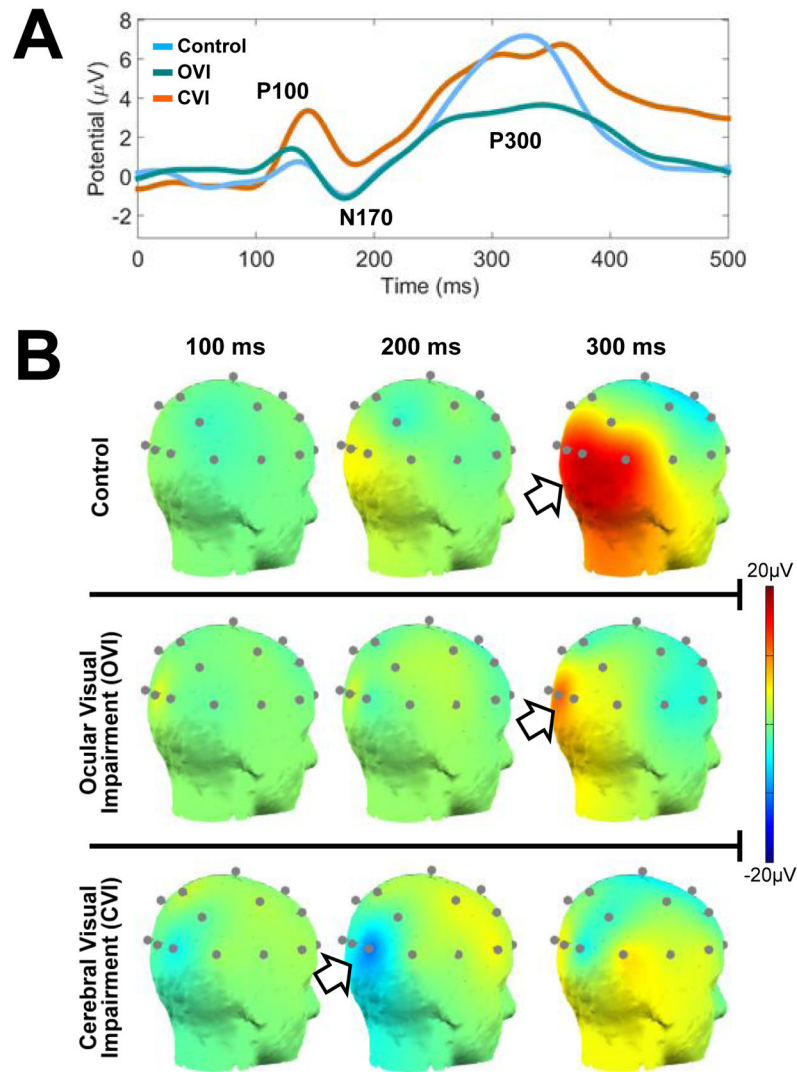 A
Control
OVI
CVI
P100
N170
P300
Potential (μV)
8
6
4
2
0
-2
0
100
200
300
400
500
Time (ms)
B
100 ms
200 ms
300 ms
Control
Ocular Visual
Impairment (OVI)
Cerebral Visual
Impairment (CVI)
20μV
-20μV